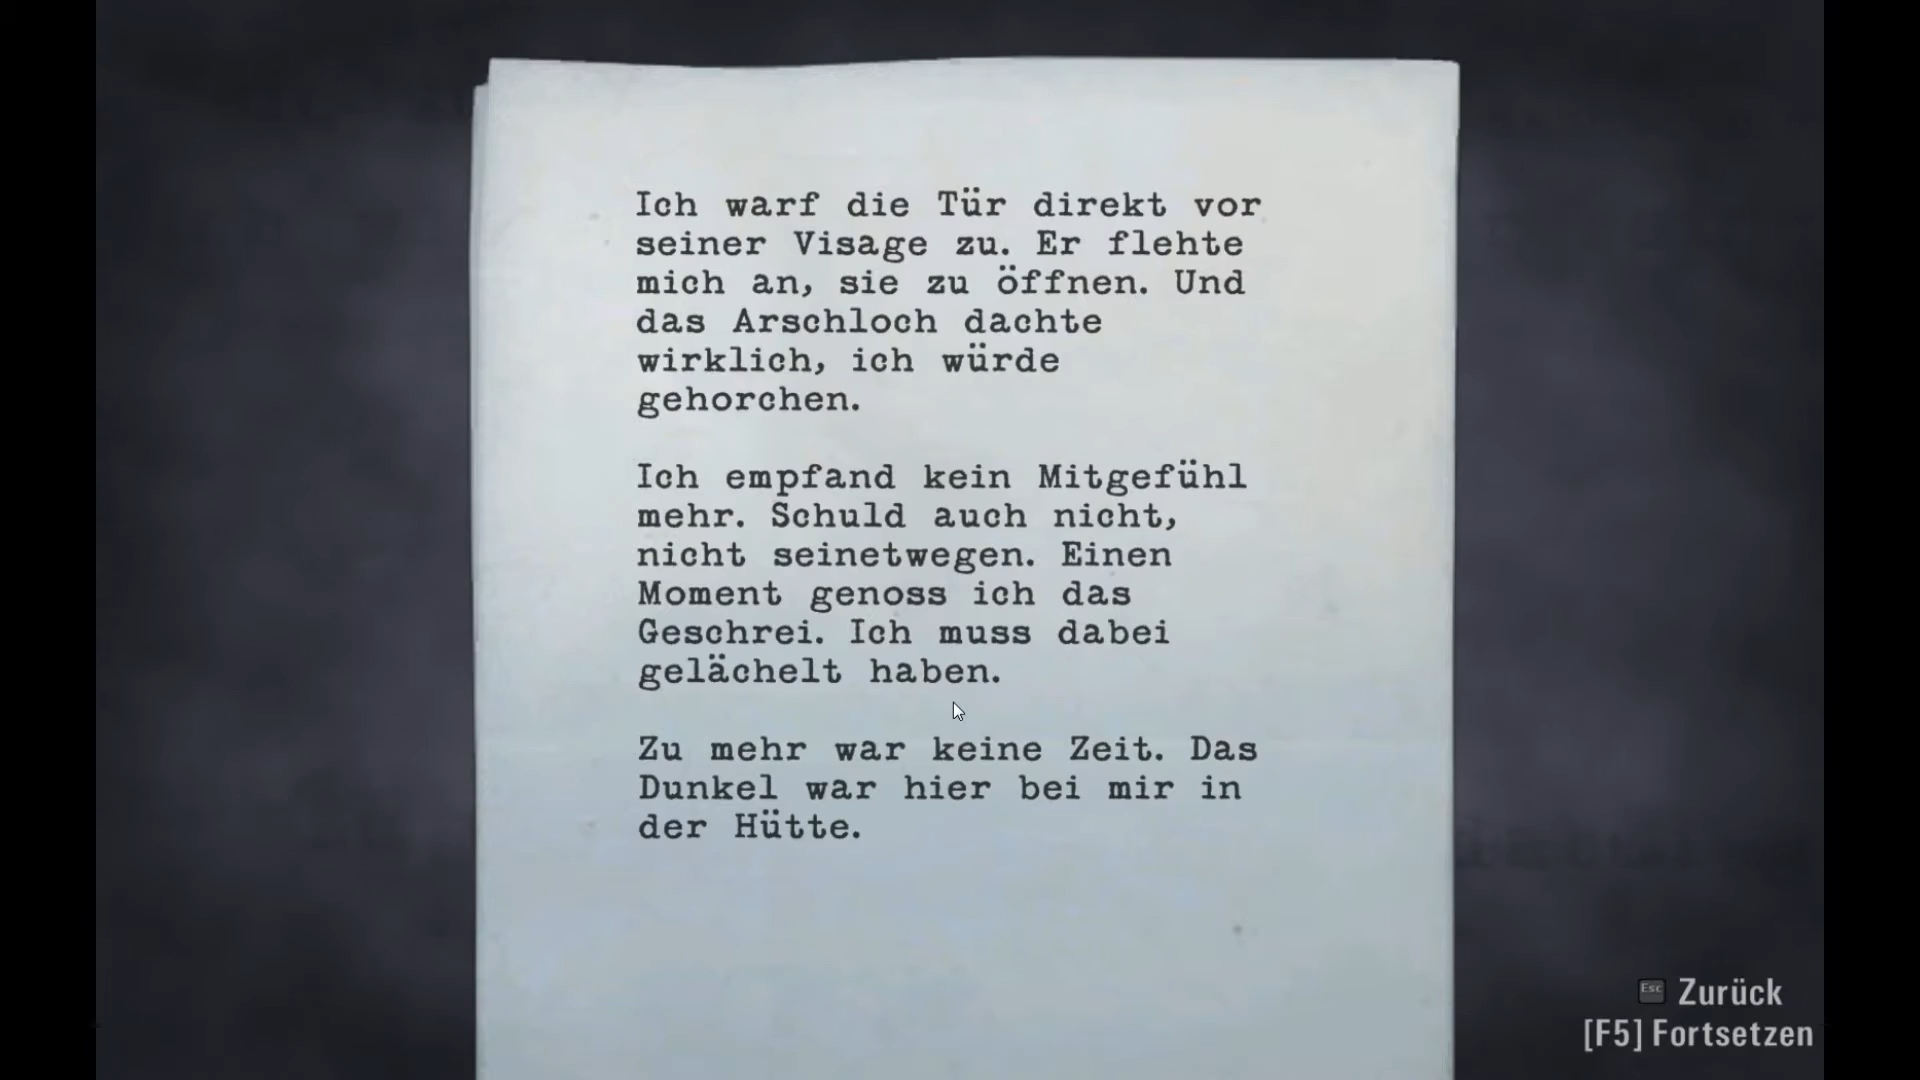 Ich warf die Tür direkt vor
seiner Visage zu. Er flehte
mich an, sie zu öffnen. Und
das Arschloch dachte
wirklich, ich würde
gehorchen.
Ich empfand kein Mitgefühl
mehr. Schuld auch nicht,
nicht seinetwegen. Einen
Moment genoss ich das
Geschrei. Ich muss dabei
gelächelt haben.
Zu mehr war keine Zeit. Das
Dunkel war hier bei mir in
der Hütte.
Esc Zurück
[F5] Fortsetzen